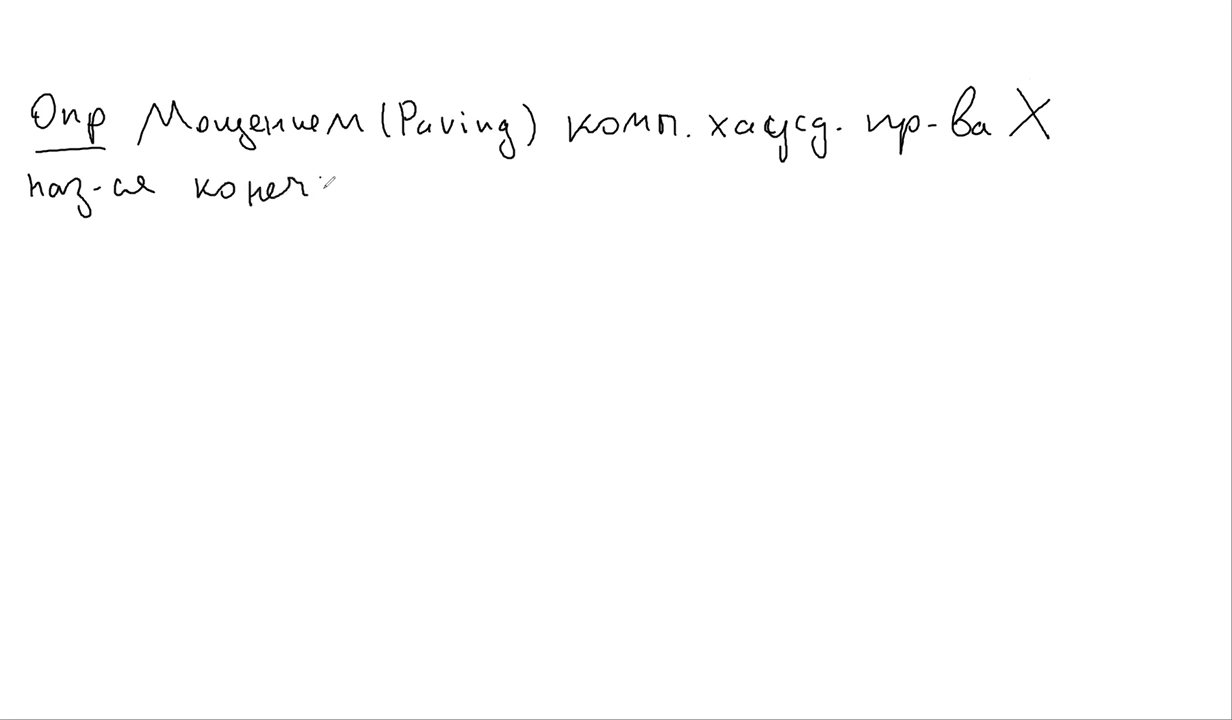 Опр Мощением (Paving) комп. хаусд. пр-ва X
наз-ся конеч